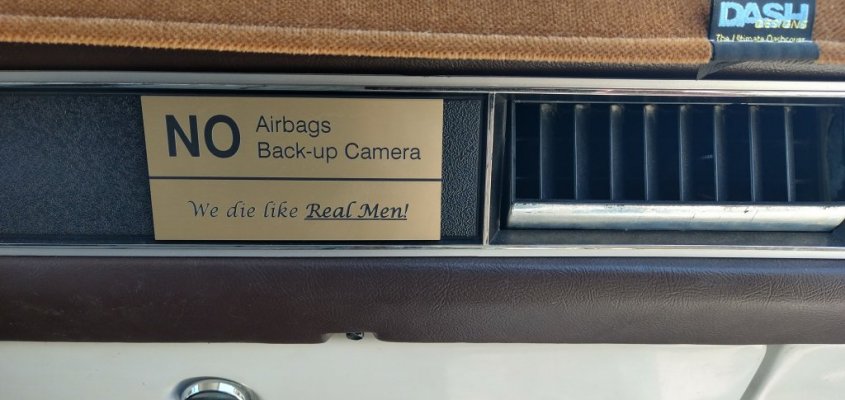 DASH
DESIGNS
The Ultimate Dashcover
NO Airbags
Back-up Camera
We die like Real Men!